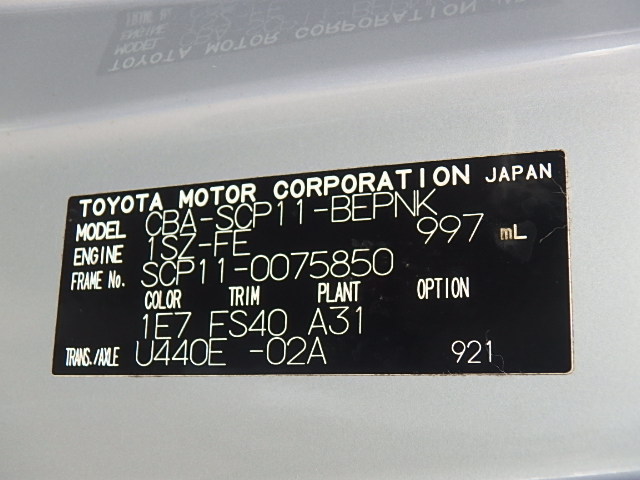 TOYOTA MOTOR CORPORATION JAPAN
MODEL CBA-SCP11-BEPNK
ENGINE 1SZ-FE 997 mL
FRAME No. SCP11-0075850
COLOR TRIM PLANT OPTION
1E7 FS40 A31
TRANS./AXLE U440E -02A 921